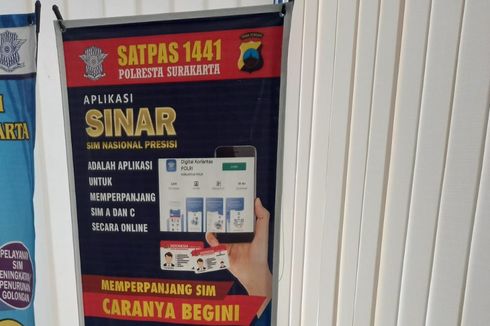 SATPAS 1441
POLRESTA SURAKARTA
APLIKASI
SINAR
SIM NASIONAL PRESISI
ADALAH APLIKASI
UNTUK
MEMPERPANJANG
SIM A DAN C
SECARA ONLINE
Digital Korlantas
POLRI
MEMPERPANJANG SIM
CARANYA BEGINI
ARTA
PELAYANAN
SIM
PENURUNAN
GOLONGAN